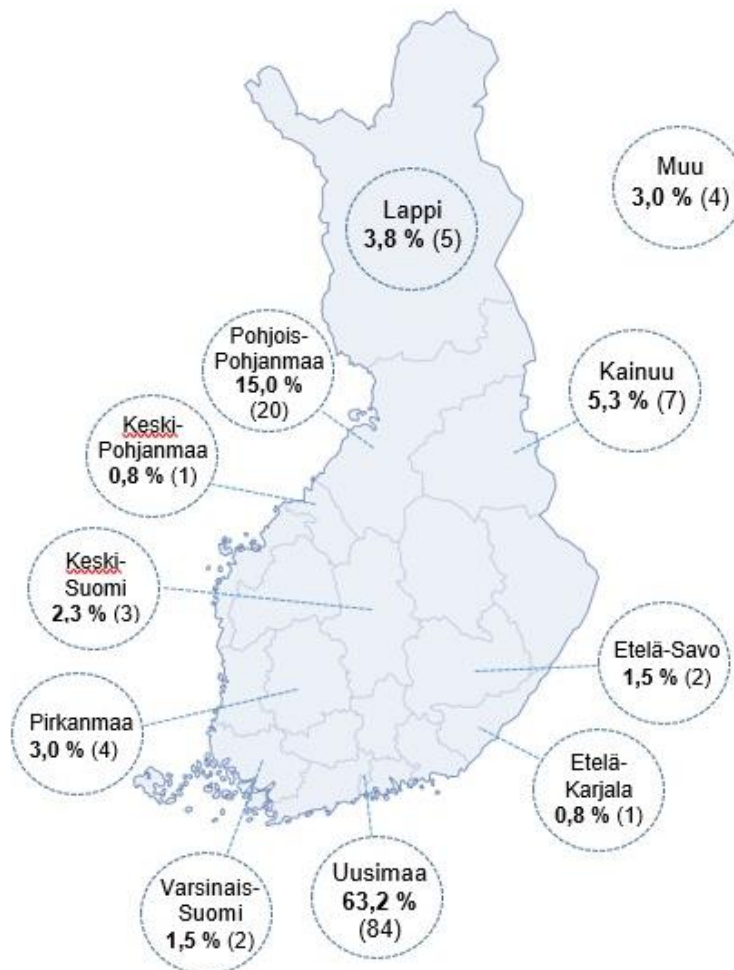 Muu
3,0 % (4)
Lappi
3,8 % (5)
Pohjois-
Pohjanmaa
15,0 %
(20)
Kainuu
5,3 % (7)
Keski-
Pohjanmaa
0,8 % (1)
Keski-
Suomi
2,3 % (3)
Etelä-Savo
1,5 % (2)
Pirkanmaa
3,0 % (4)
Etelä-
Karjala
0,8 % (1)
Varsinais-
Suomi
1,5 % (2)
Uusimaa
63,2 %
(84)